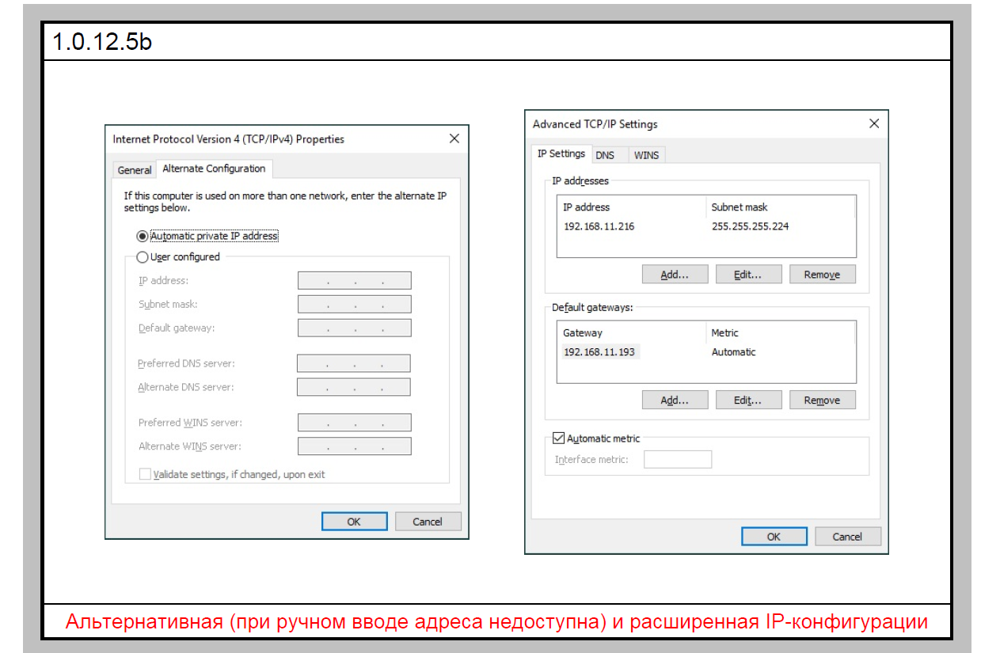 1.0.12.5b
Internet Protocol Version 4 (TCP/IPv4) Properties
General
Alternate Configuration
If this computer is used on more than one network, enter the alternate IP
settings below.
Automatic private IP address
User configured
IP address:
Subnet mask:
Default gateway:
Preferred DNS server:
Alternate DNS server:
Preferred WINS server:
Alternate WINS server:
Validate settings, if changed, upon exit
OK
Cancel
Advanced TCP/IP Settings
IP Settings
DNS
WINS
IP addresses
IP address
Subnet mask
192.168.11.216
255.255.255.224
Add...
Edit...
Remove
Default gateways:
Gateway
Metric
192.168.11.193
Automatic
Add...
Edit...
Remove
Automatic metric
Interface metric:
OK
Cancel
Альтернативная (при ручном вводе адреса недоступна) и расширенная IP-конфигурации